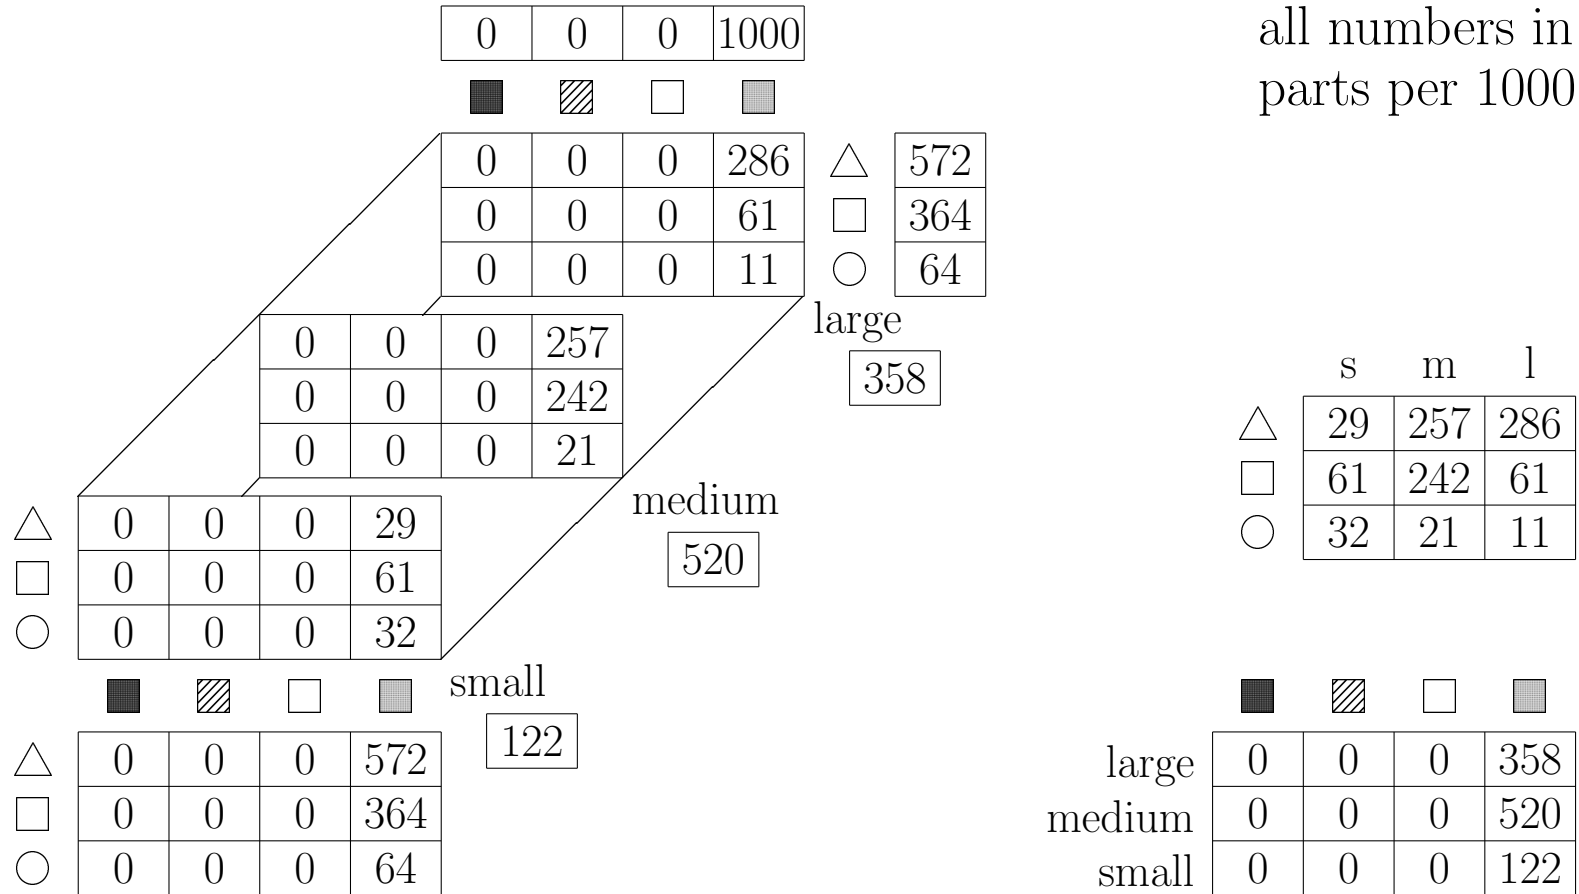 0 0 0 1000
all numbers in
parts per 1000
0 0 0 286 572
0 0 0 61 364
0 0 0 11 64
large
358
0 0 0 257
0 0 0 242
0 0 0 21
medium
520
s m l
29 257 286
61 242 61
32 21 11
0 0 0 29
0 0 0 61
0 0 0 32
small
122
0 0 0 572
0 0 0 364
0 0 0 64
large 0 0 0 358
medium 0 0 0 520
small 0 0 0 122